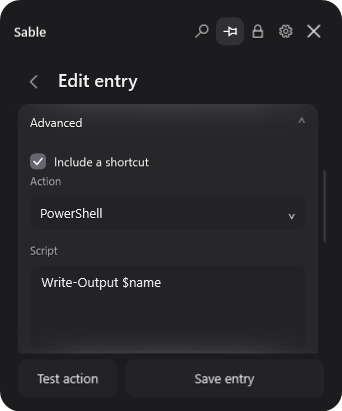 Sable
Edit entry
Advanced
Include a shortcut
Action
PowerShell
Script
Write-Output $name
Test action
Save entry